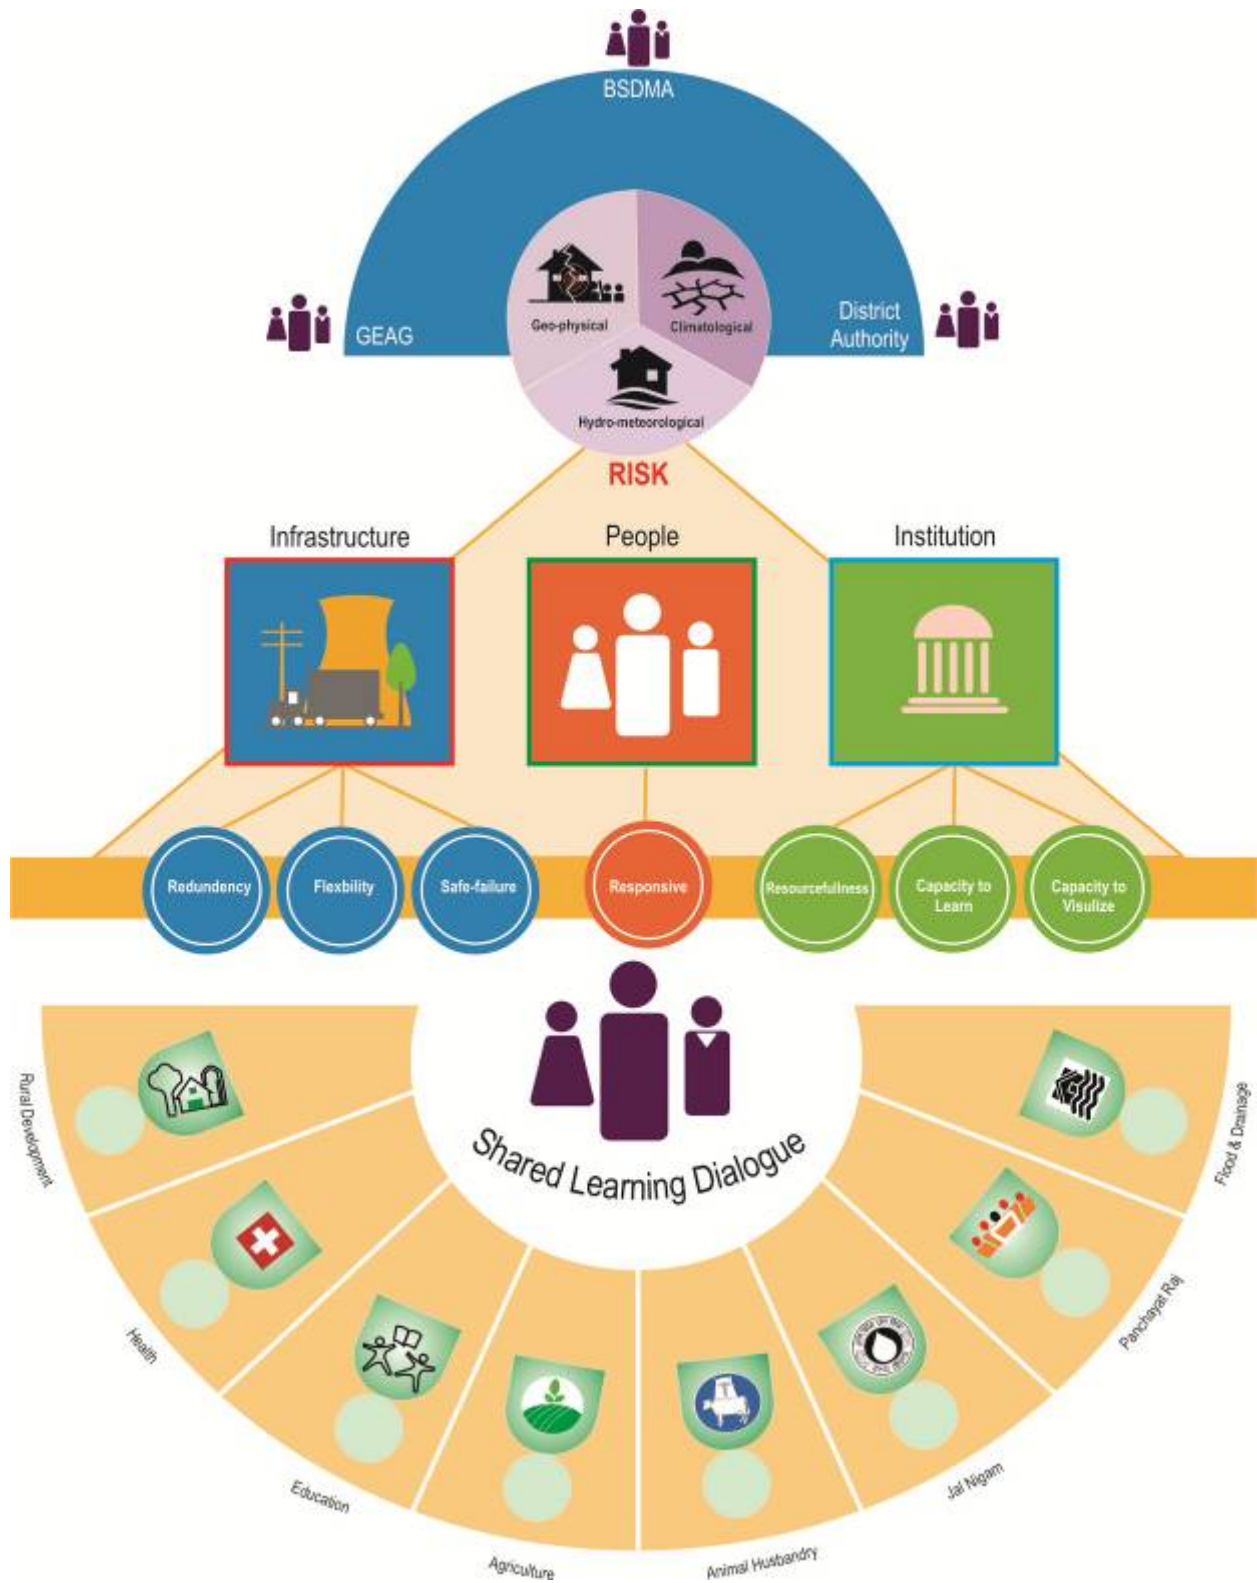 BSDMA
GEAG
District
Authority
Geo-physical
Climatological
Hydro-meteorological
RISK
Infrastructure
People
Institution
Redundency
Flexbility
Safe-failure
Responsive
Resourcefullness
Capacity to
Learn
Capacity to
Visulize
Shared Learning Dialogue
Rural Development
Health
Education
Agriculture
Animal Husbandry
Jal Nigam
Panchayat Raj
Flood & Drainage